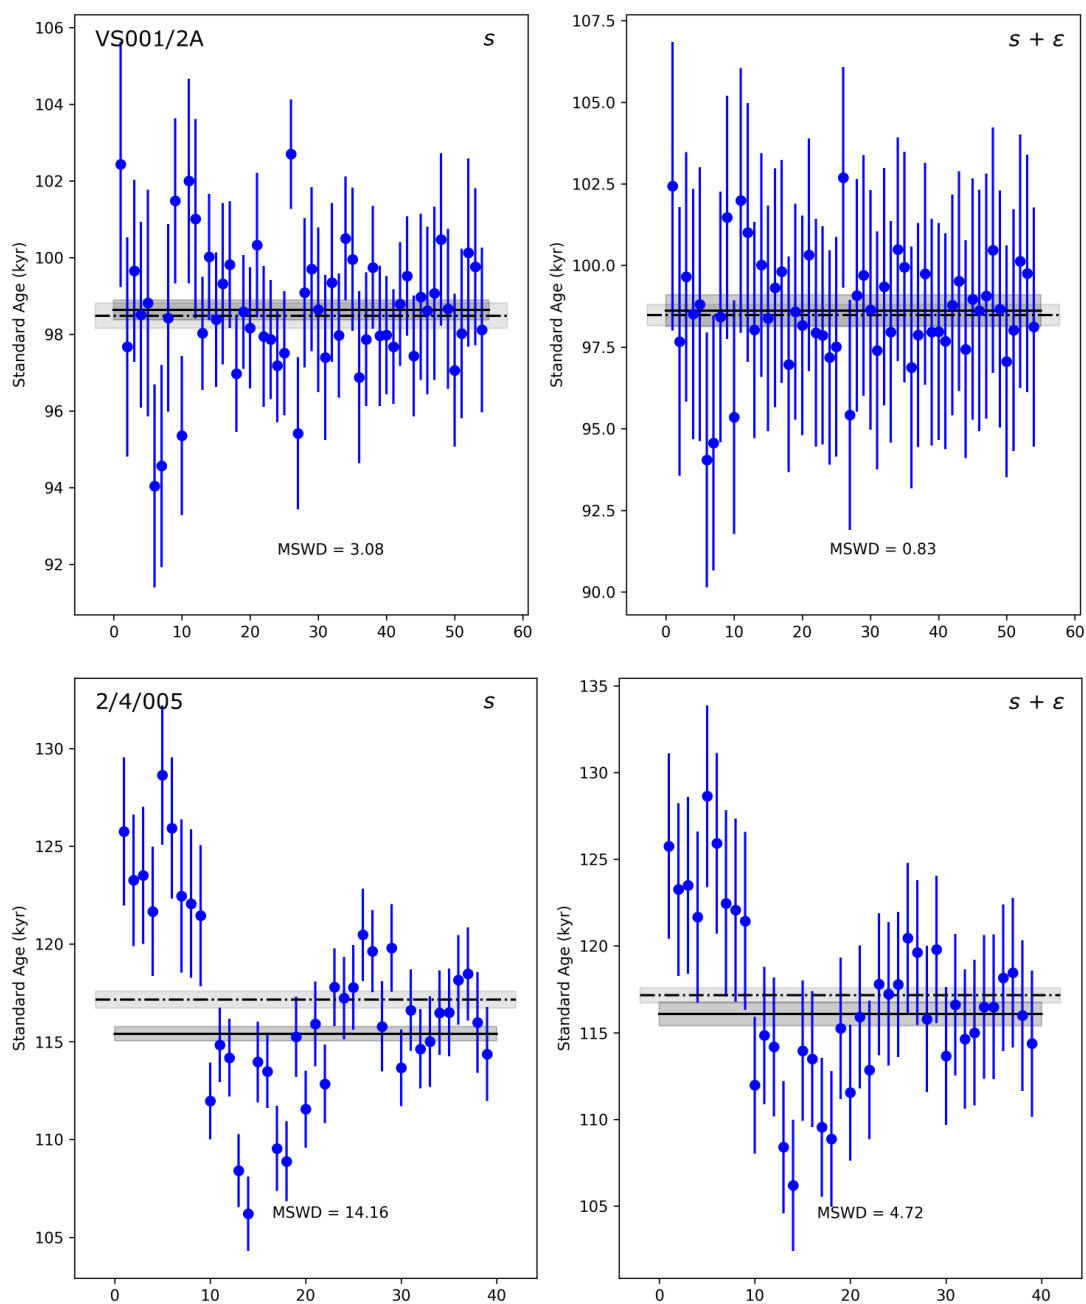 VS001/2A
s
Standard Age (kyr)
106
104
102
100
98
96
94
92
MSWD = 3.08
0 10 20 30 40 50 60
s + ε
Standard Age (kyr)
107.5
105.0
102.5
100.0
97.5
95.0
92.5
90.0
MSWD = 0.83
0 10 20 30 40 50 60
2/4/005
s
Standard Age (kyr)
130
125
120
115
110
105
MSWD = 14.16
0 10 20 30 40
s + ε
Standard Age (kyr)
135
130
125
120
115
110
105
MSWD = 4.72
0 10 20 30 40